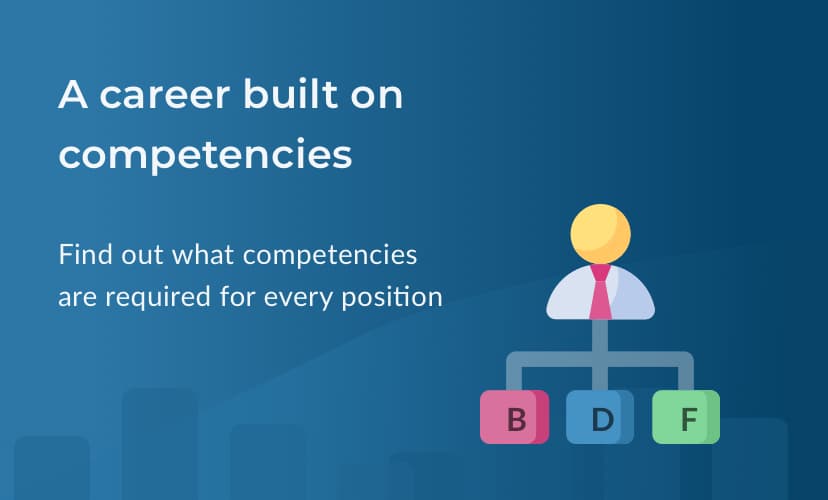 A career built on
competencies
Find out what competencies
are required for every position
B D F